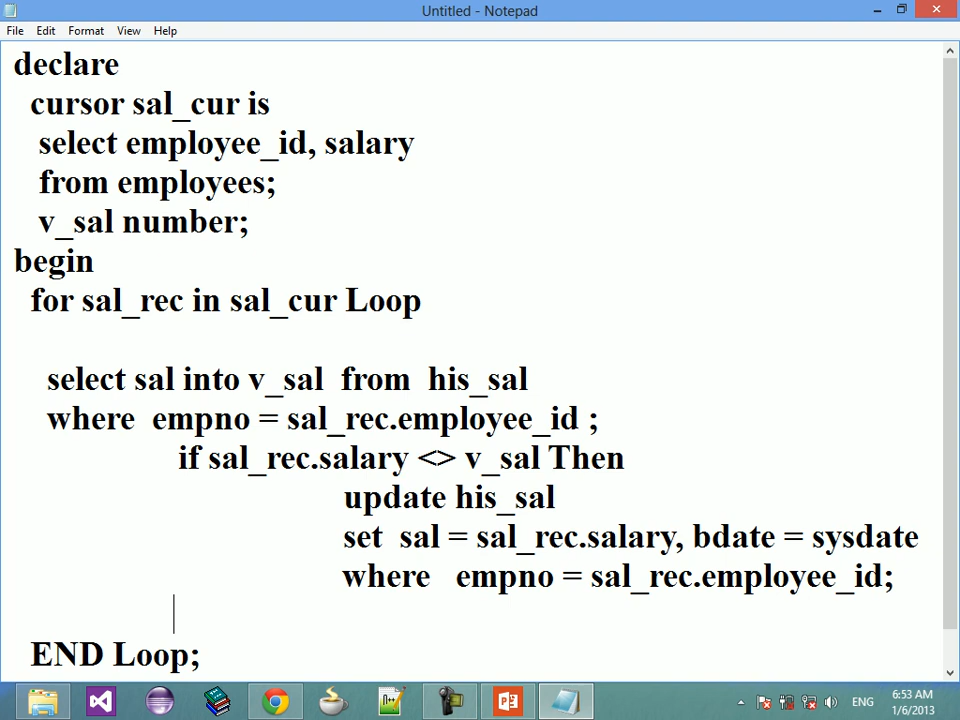 Untitled - Notepad
File Edit Format View Help
declare
cursor sal_cur is
select employee_id, salary
from employees;
v_sal number;
begin
for sal_rec in sal_cur Loop
select sal into v_sal from his_sal
where empno = sal_rec.employee_id ;
if sal_rec.salary <> v_sal Then
update his_sal
set sal = sal_rec.salary, bdate = sysdate
where empno = sal_rec.employee_id;
END Loop;
ENG
6:53 AM
1/6/2013